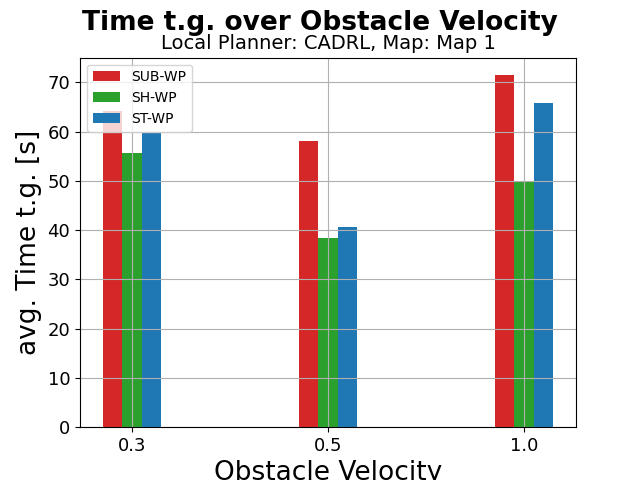 Time t.g. over Obstacle Velocity
Local Planner: CADRL, Map: Map 1
SUB-WP
SH-WP
ST-WP
avg. Time t.g. [s]
70
60
50
40
30
20
10
0
0.3
0.5
1.0
Obstacle Velocity